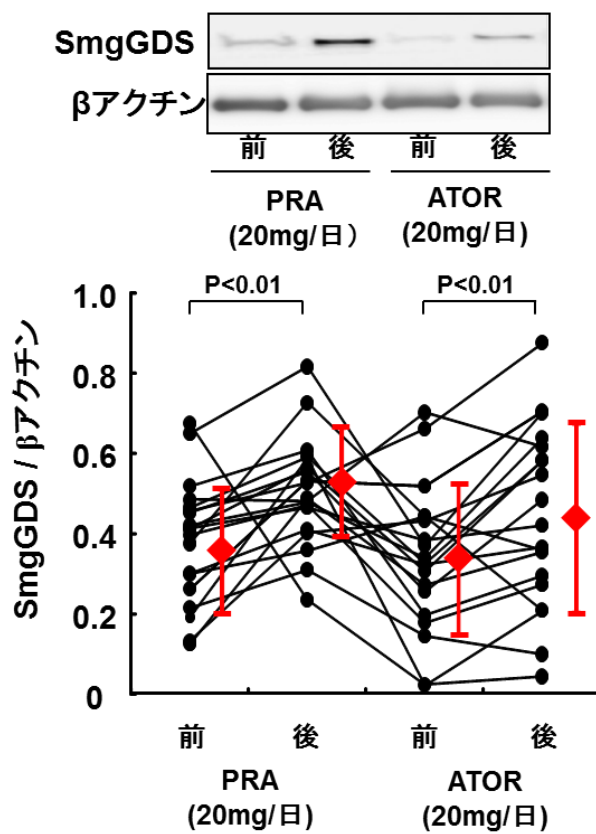 SmgGDS
βアクチン
前 後 前 後
PRA ATOR
(20mg/日） (20mg/日)
P<0.01 P<0.01
1.0
0.8
0.6
0.4
0.2
0
SmgGDS / βアクチン
前 後 前 後
PRA ATOR
(20mg/日) (20mg/日)